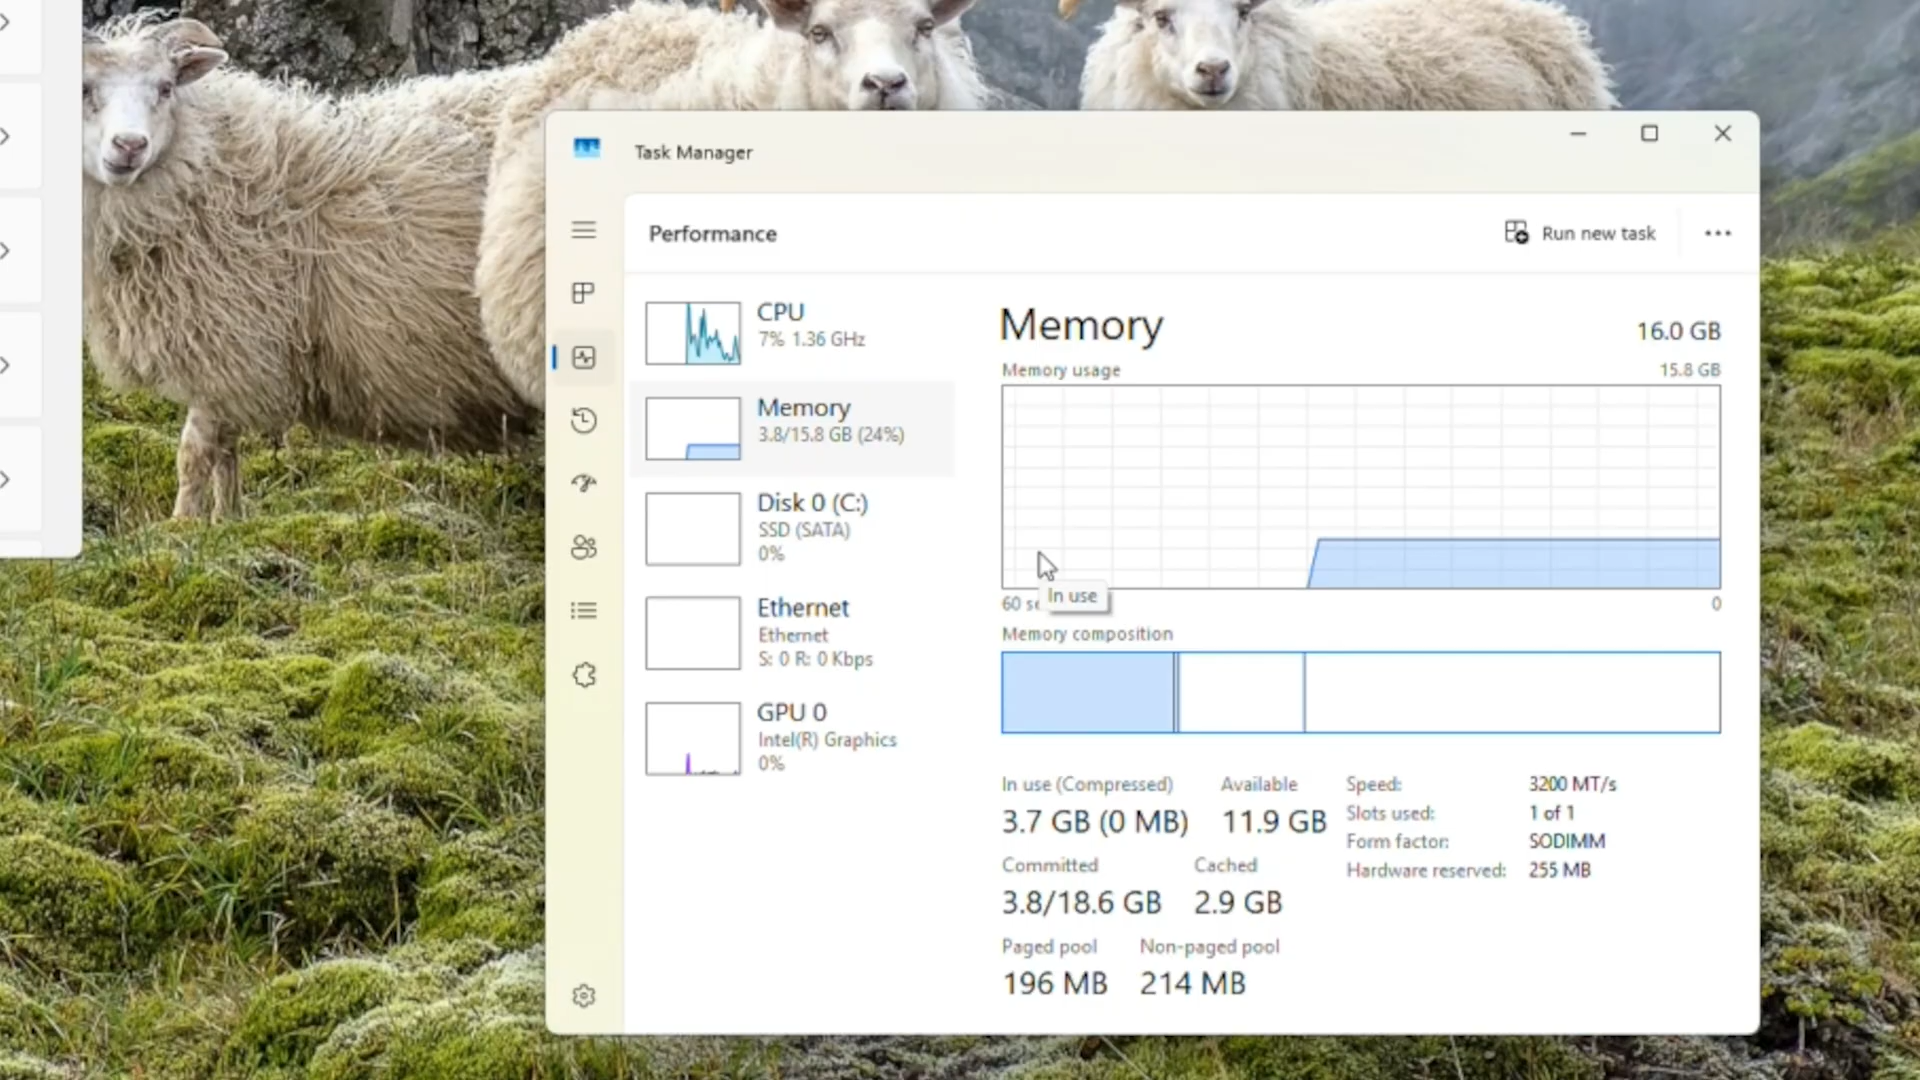 Task Manager
Performance
Run new task
CPU
7% 1.36 GHz
Memory
3.8/15.8 GB (24%)
Disk 0 (C:)
SSD (SATA)
0%
Ethernet
Ethernet
S: 0 R: 0 Kbps
GPU 0
Intel(R) Graphics
0%
Memory
16.0 GB
Memory usage
15.8 GB
60 se
In use
0
Memory composition
In use (Compressed)
Available
3.7 GB (0 MB)
11.9 GB
Committed
Cached
3.8/18.6 GB
2.9 GB
Paged pool
Non-paged pool
196 MB
214 MB
Speed: 3200 MT/s
Slots used: 1 of 1
Form factor: SODIMM
Hardware reserved: 255 MB